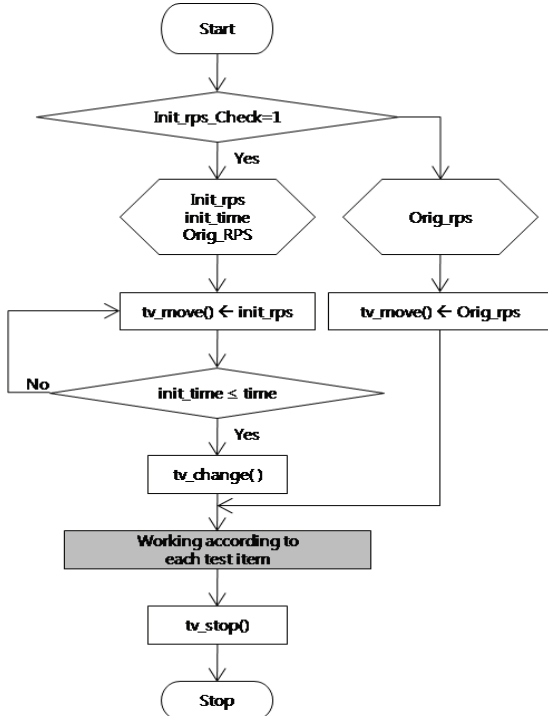 Start
Init_rps_Check=1
Yes
Init_rps
init_time
Orig_RPS
Orig_rps
tv_move() ← init_rps
tv_move() ← Orig_rps
No
init_time ≤ time
Yes
tv_change( )
Working according to
each test item
tv_stop()
Stop